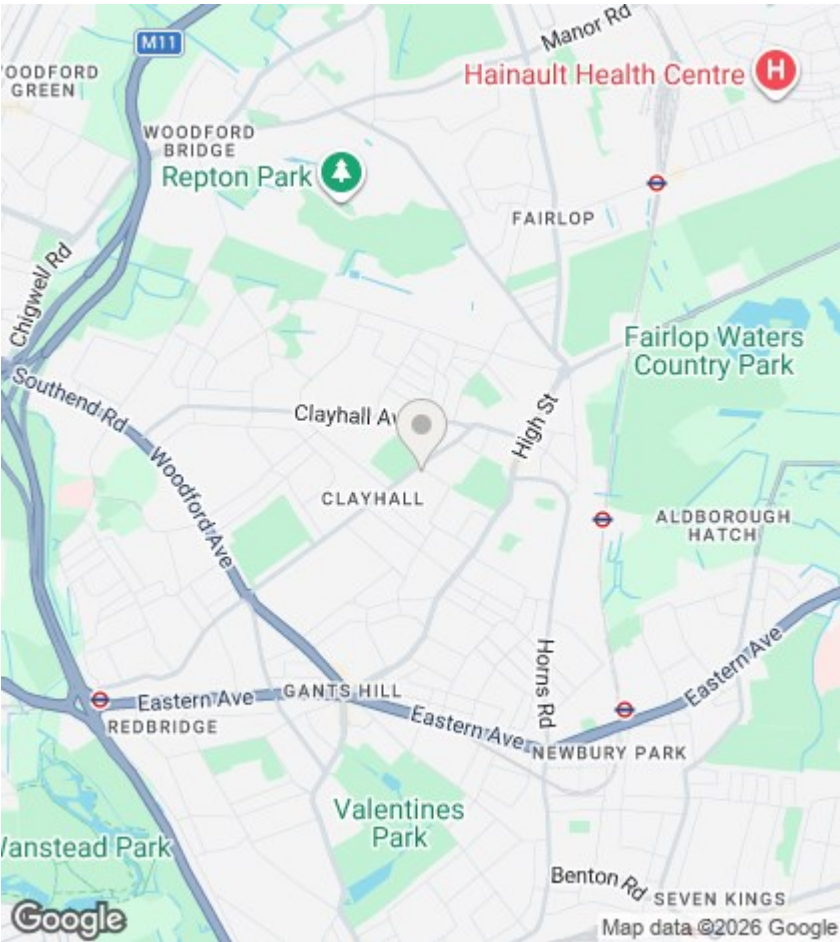 M11
Manor Rd
Hainault Health Centre
H
OODFORD
GREEN
WOODFORD
BRIDGE
Repton Park
FAIRLOP
Chigwell Rd
Fairlop Waters
Country Park
Southend Rd
Clayhall Av
High St
Woodford Ave
CLAYHALL
ALDBOROUGH
HATCH
Horns Rd
Eastern Ave
GANTS HILL
Eastern Ave
REDBRIDGE
Eastern Ave
NEWBURY PARK
Valentines
Park
Wanstead Park
Benton Rd
SEVEN KINGS
Google
Map data ©2026 Google